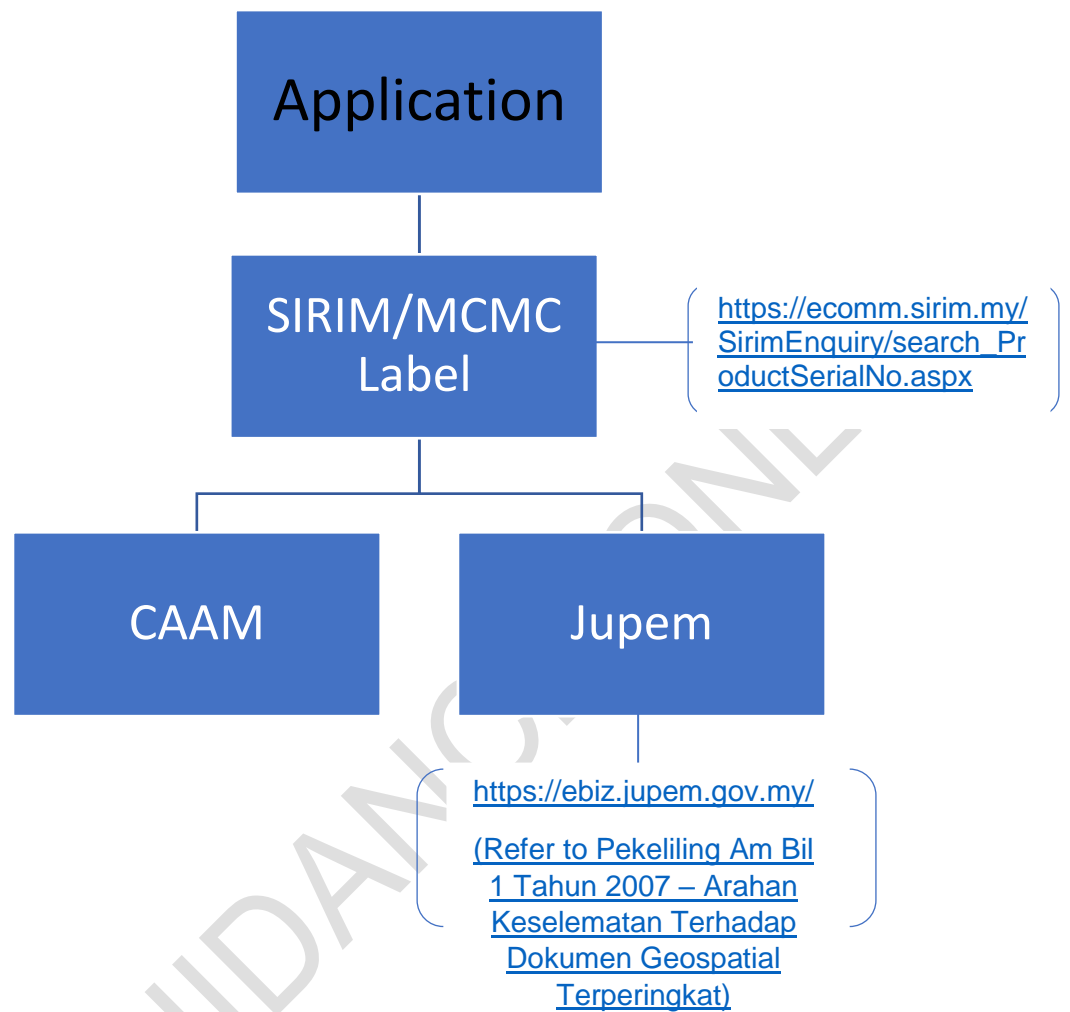 Application
SIRIM/MCMC
Label
https://ecomm.sirim.my/
SirimEnquiry/search_Pr
oductSerialNo.aspx
CAAM
Jupem
https://ebiz.jupem.gov.my/
(Refer to Pekeliling Am Bil
1 Tahun 2007 – Arahan
Keselematan Terhadap
Dokumen Geospatial
Terperingkat)